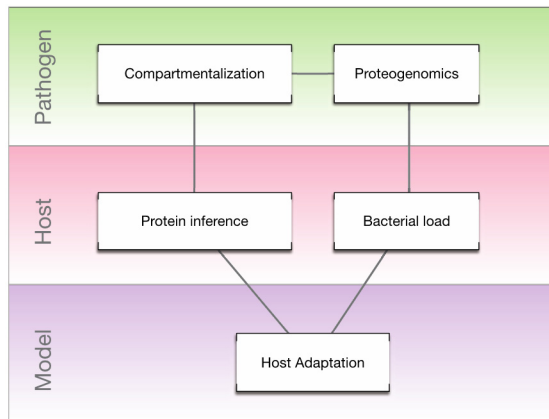 Pathogen
Compartmentalization
Proteogenomics
Host
Protein inference
Bacterial load
Model
Host Adaptation